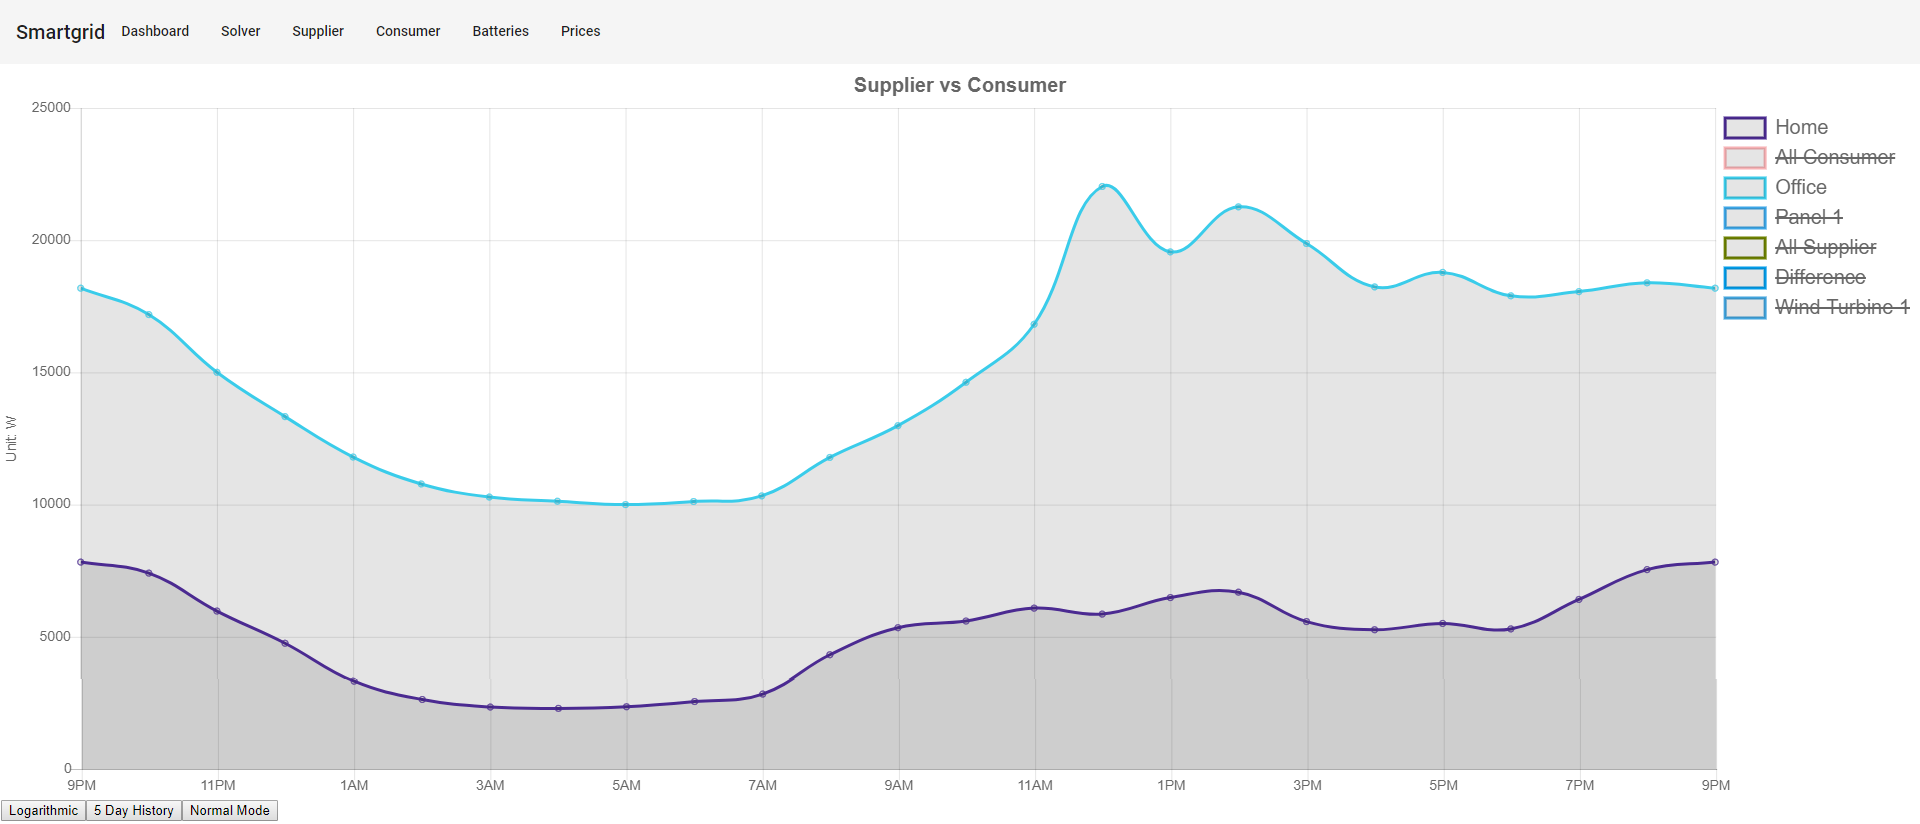 Smartgrid Dashboard Solver Supplier Consumer Batteries Prices
Supplier vs Consumer
25000
20000
15000
10000
5000
0
Unit: W
9PM 11PM 1AM 3AM 5AM 7AM 9AM 11AM 1PM 3PM 5PM 7PM 9PM
Home
All Consumer
Office
Panel 1
All Supplier
Difference
Wind Turbine 1
Logarithmic 5 Day History Normal Mode